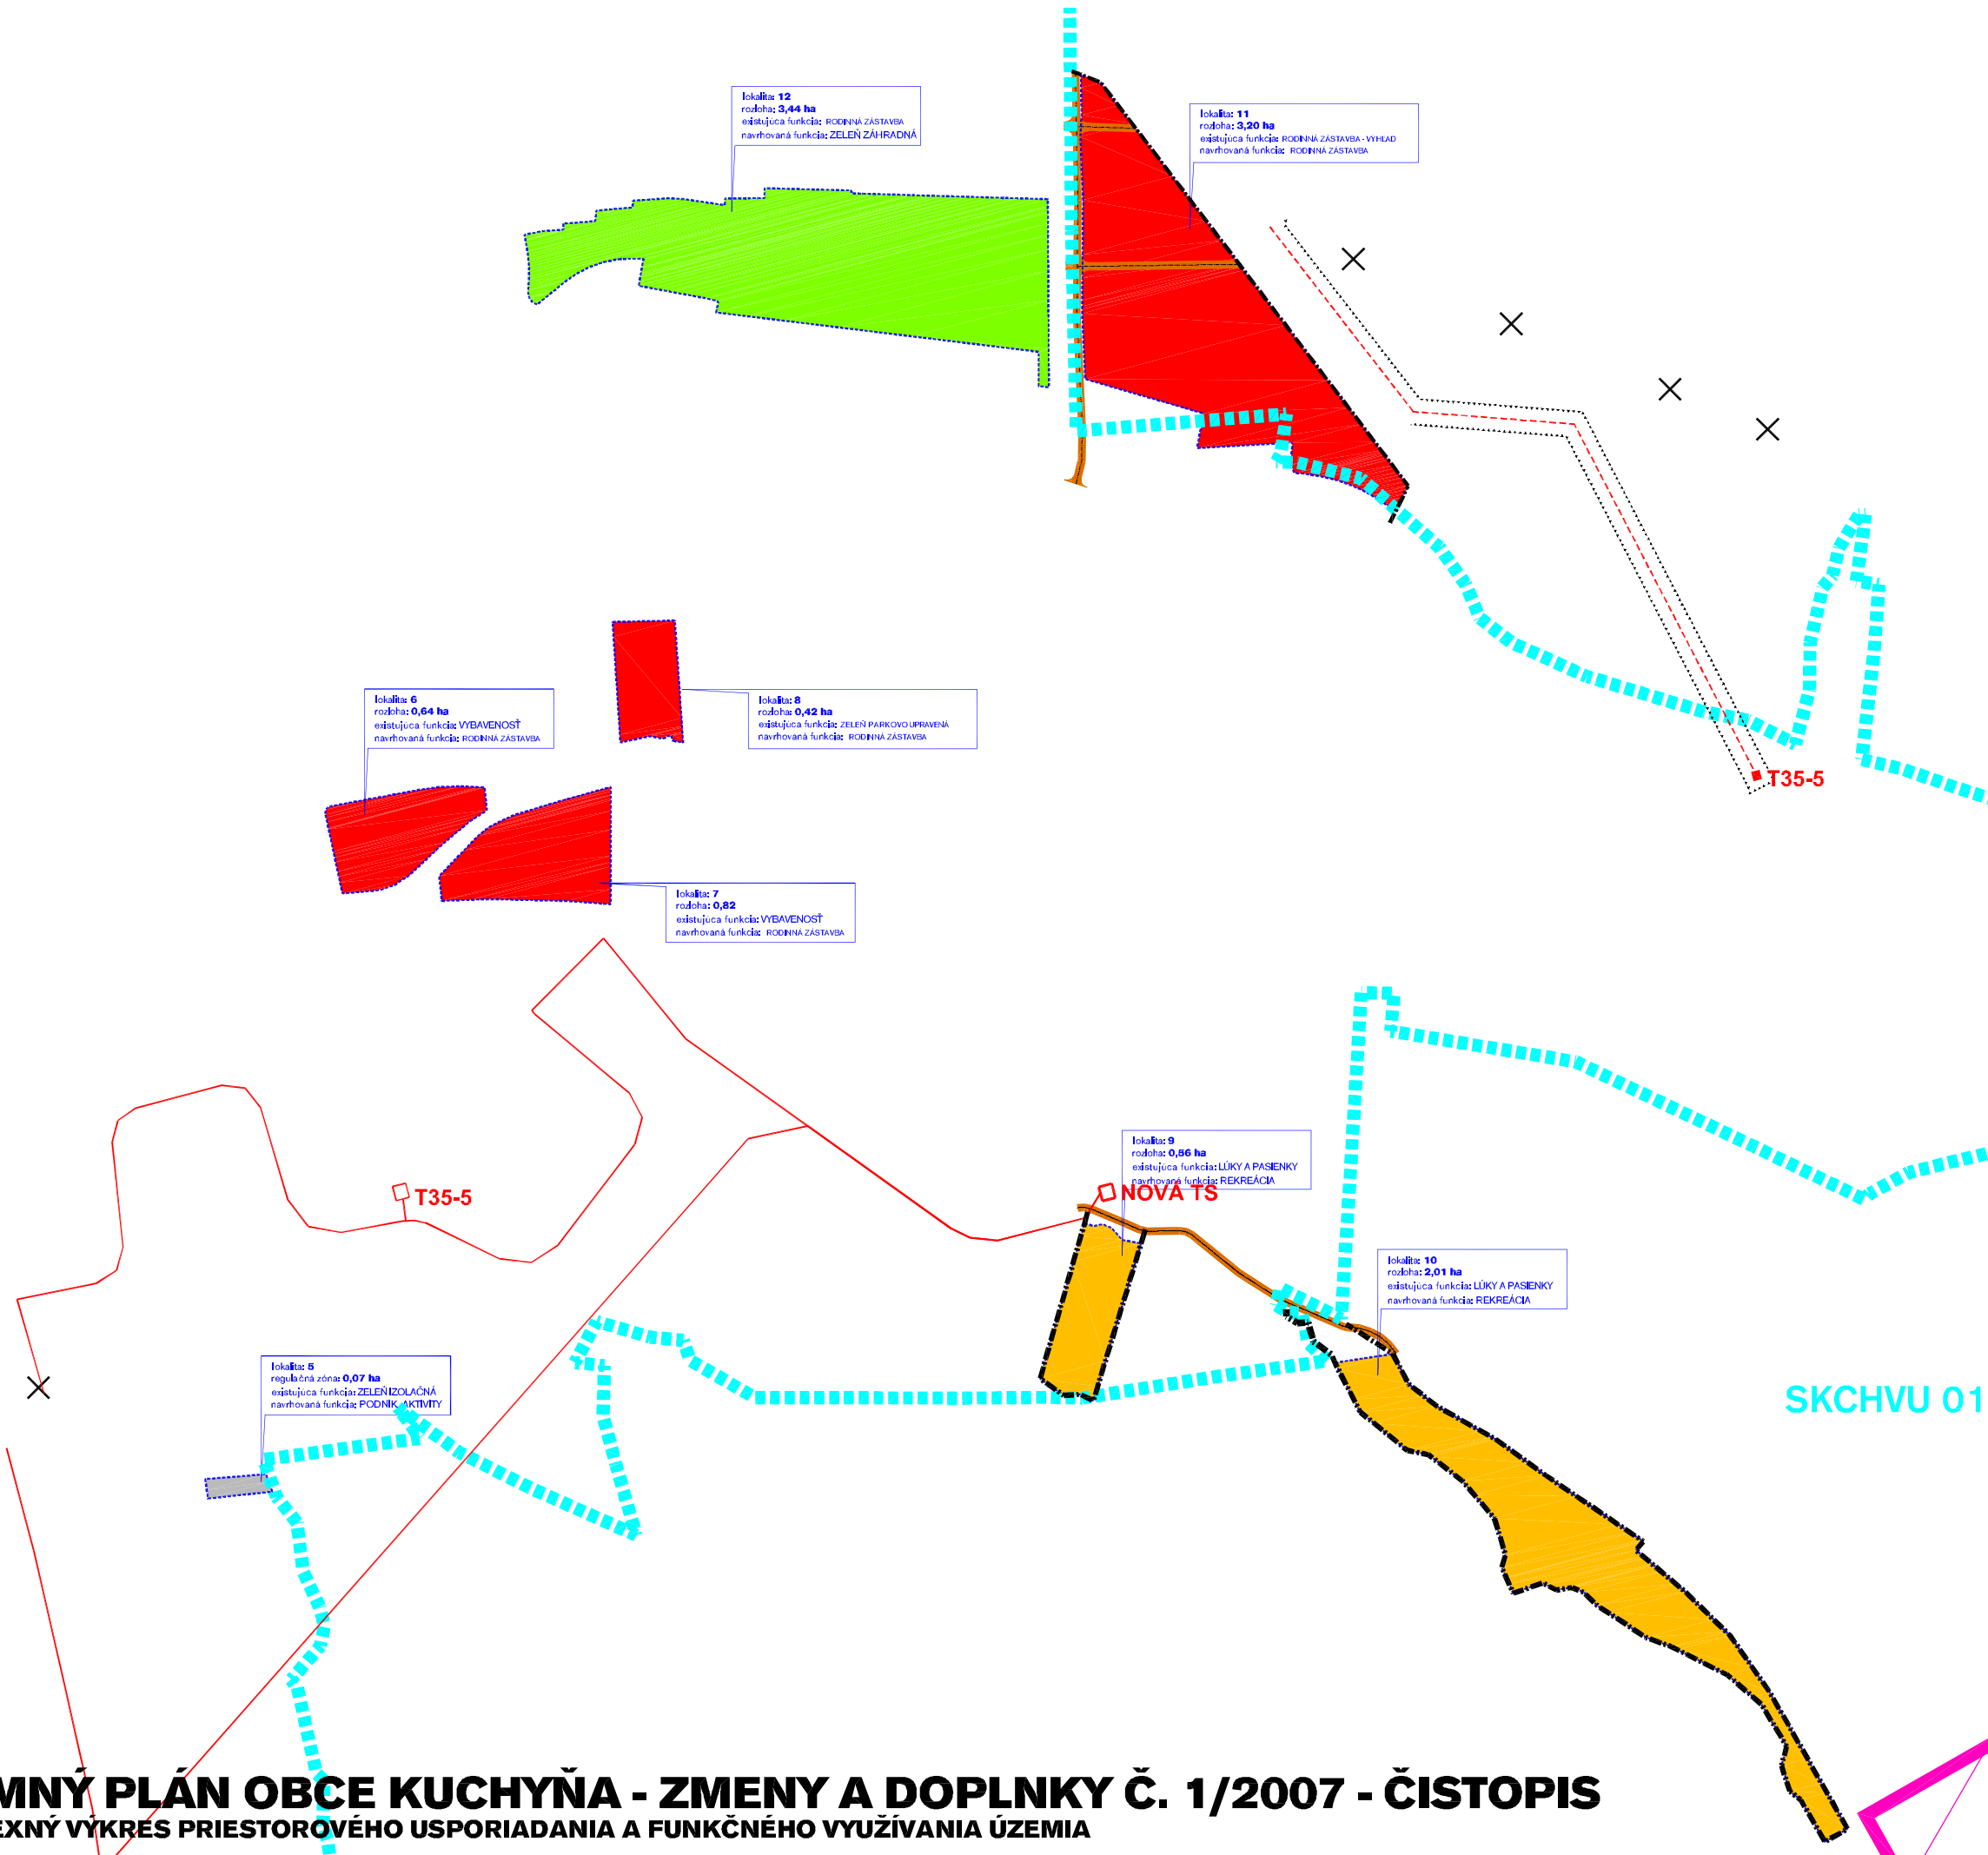 lokalita: 12
rozloha: 3,44 ha
existujúca funkcia: RODINNÁ ZÁSTAVBA
navrhovaná funkcia: ZELEŇ ZÁHRADNÁ
lokalita: 11
rozloha: 3,20 ha
existujúca funkcia: RODINNÁ ZÁSTAVBA - VÝHĽAD
navrhovaná funkcia: RODINNÁ ZÁSTAVBA
lokalita: 6
rozloha: 0,64 ha
existujúca funkcia: VYBAVENOSŤ
navrhovaná funkcia: RODINNÁ ZÁSTAVBA
lokalita: 8
rozloha: 0,42 ha
existujúca funkcia: ZELEŇ PARKOVO UPRAVENÁ
navrhovaná funkcia: RODINNÁ ZÁSTAVBA
T35-5
lokalita: 7
rozloha: 0,82
existujúca funkcia: VYBAVENOSŤ
navrhovaná funkcia: RODINNÁ ZÁSTAVBA
lokalita: 9
rozloha: 0,86 ha
existujúca funkcia: LÚKY A PASIENKY
navrhovaná funkcia: REKREÁCIA
NOVÁ TS
T35-5
lokalita: 10
rozloha: 2,01 ha
existujúca funkcia: LÚKY A PASIENKY
navrhovaná funkcia: REKREÁCIA
lokalita: 5
regulačná zóna: 0,07 ha
existujúca funkcia: ZELEŇ IZOLAČNÁ
navrhovaná funkcia: PODNIK. AKTIVITY
SKCHVU 01
MNÝ PLÁN OBCE KUCHYŇA - ZMENY A DOPLNKY Č. 1/2007 - ČISTOPIS
EXNÝ VÝKRES PRIESTOROVÉHO USPORIADANIA A FUNKČNÉHO VYUŽÍVANIA ÚZEMIA